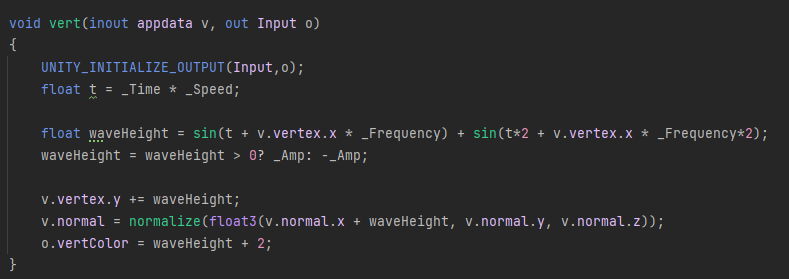 void vert(inout appdata v, out Input o)
{
    UNITY_INITIALIZE_OUTPUT(Input,o);
    float t = _Time * _Speed;

    float waveHeight = sin(t + v.vertex.x * _Frequency) + sin(t*2 + v.vertex.x * _Frequency*2);
    waveHeight = waveHeight > 0? _Amp: -_Amp;

    v.vertex.y += waveHeight;
    v.normal = normalize(float3(v.normal.x + waveHeight, v.normal.y, v.normal.z));
    o.vertColor = waveHeight + 2;
}